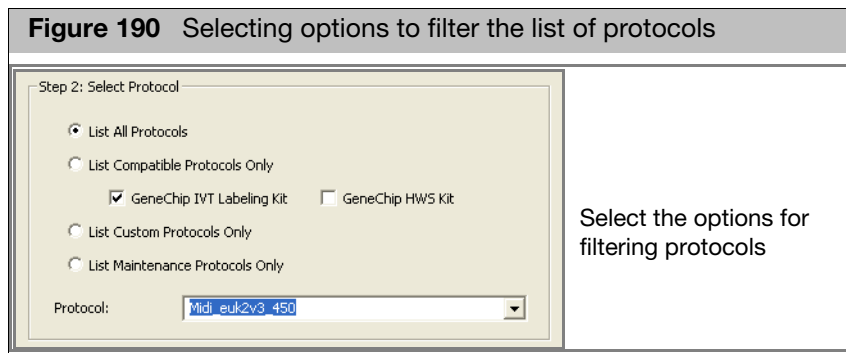 Figure 190 Selecting options to filter the list of protocols
Step 2: Select Protocol
List All Protocols
List Compatible Protocols Only
GeneChip IVT Labeling Kit GeneChip HWS Kit
List Custom Protocols Only
List Maintenance Protocols Only
Protocol: Midi_euk2v3_450
Select the options for
filtering protocols